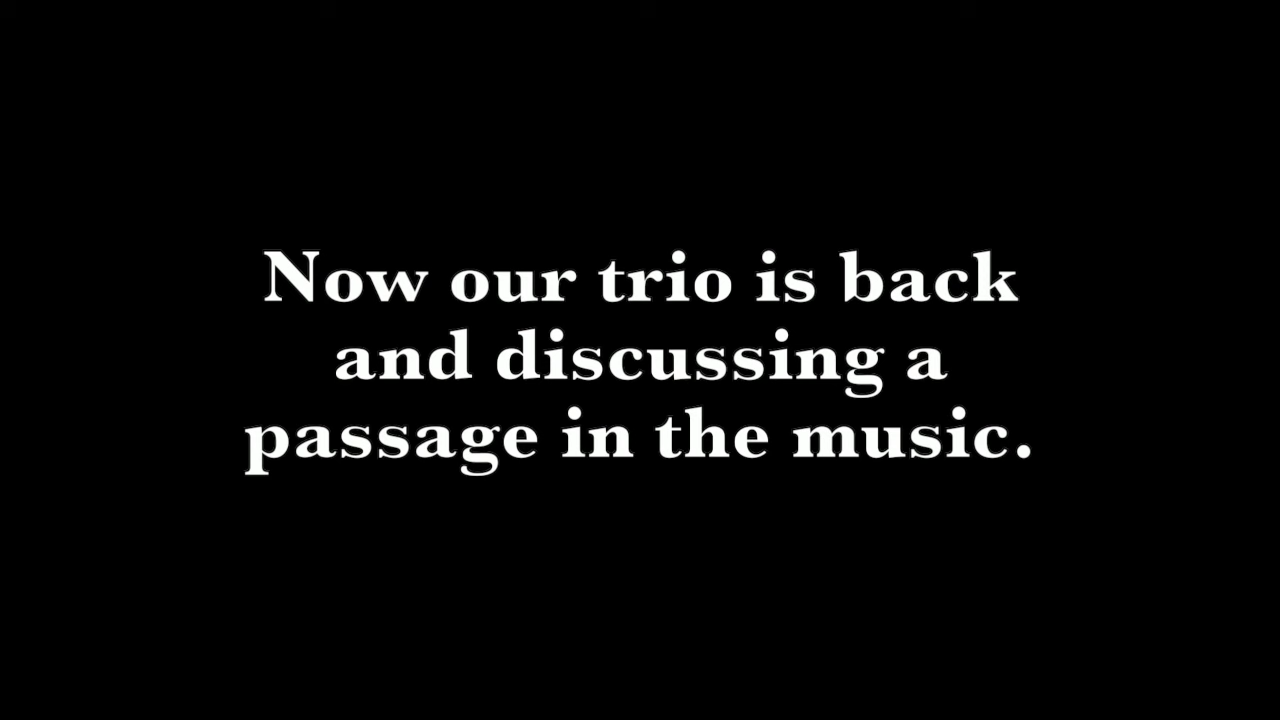 Now our trio is back
and discussing a
passage in the music.